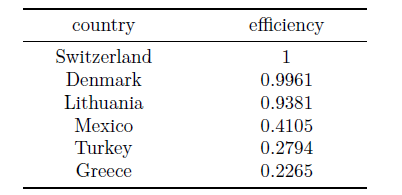 country efficiency
Switzerland 1
Denmark 0.9961
Lithuania 0.9381
Mexico 0.4105
Turkey 0.2794
Greece 0.2265